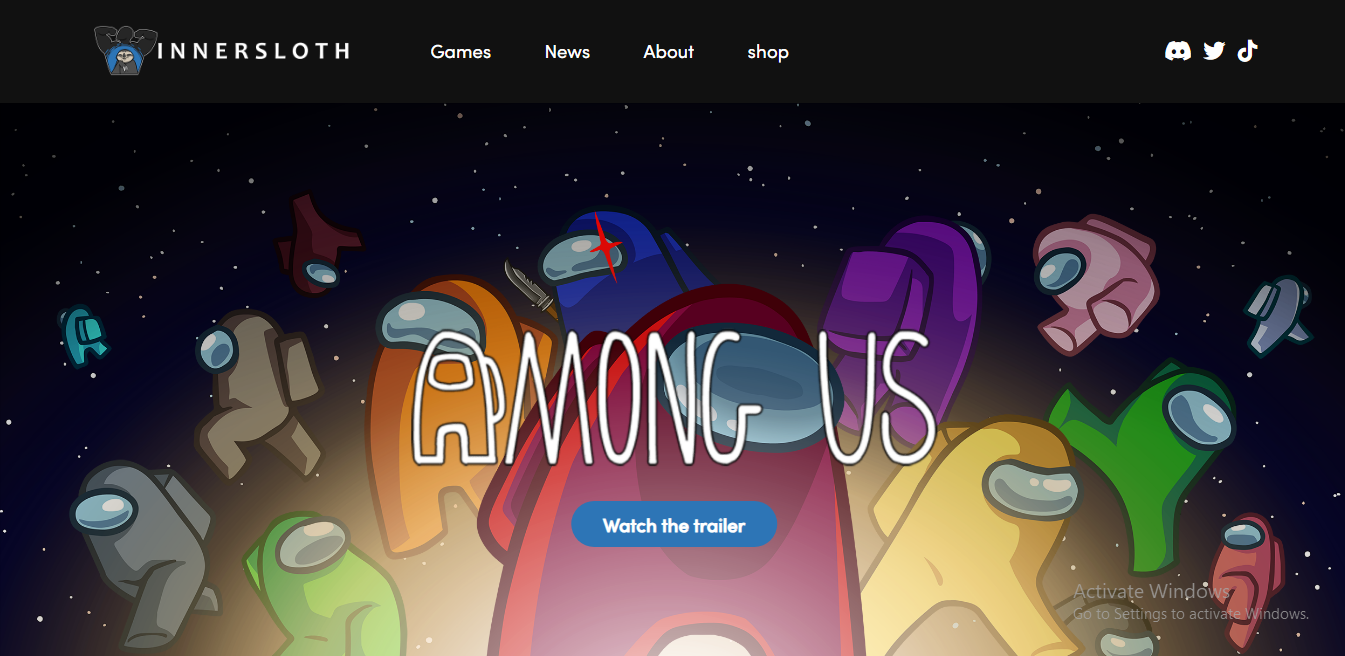 INNERSLOTH Games News About shop
AMONG US
Watch the trailer
Activate Windows
Go to Settings to activate Windows.